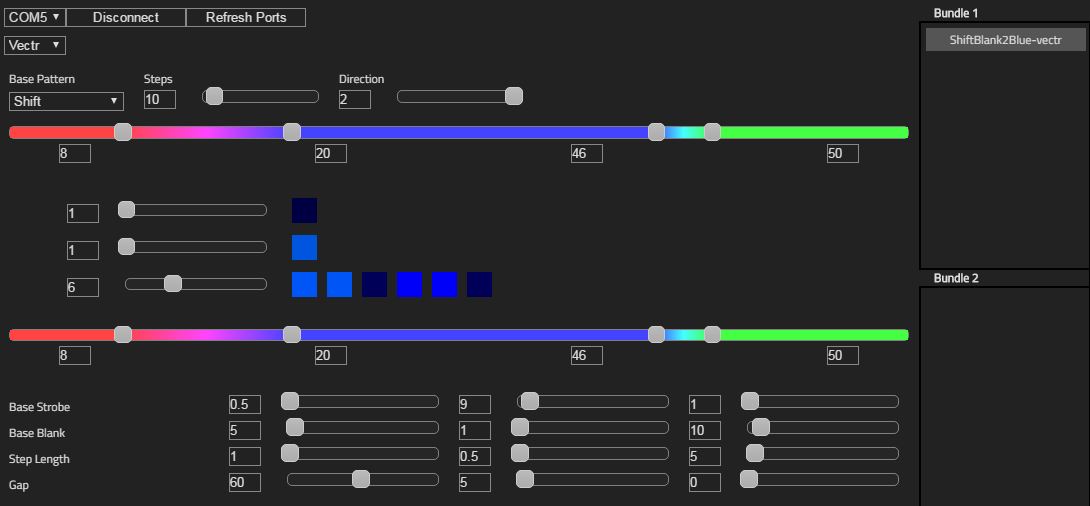 COM5 Disconnect Refresh Ports
Bundle 1
Vectr
ShiftBlank2Blue-vectr
Base Pattern Steps Direction
Shift 10 2
8 20 46 50
1
1
6
Bundle 2
8 20 46 50
Base Strobe 0.5 9 1
Base Blank 5 1 10
Step Length 1 0.5 5
Gap 60 5 0